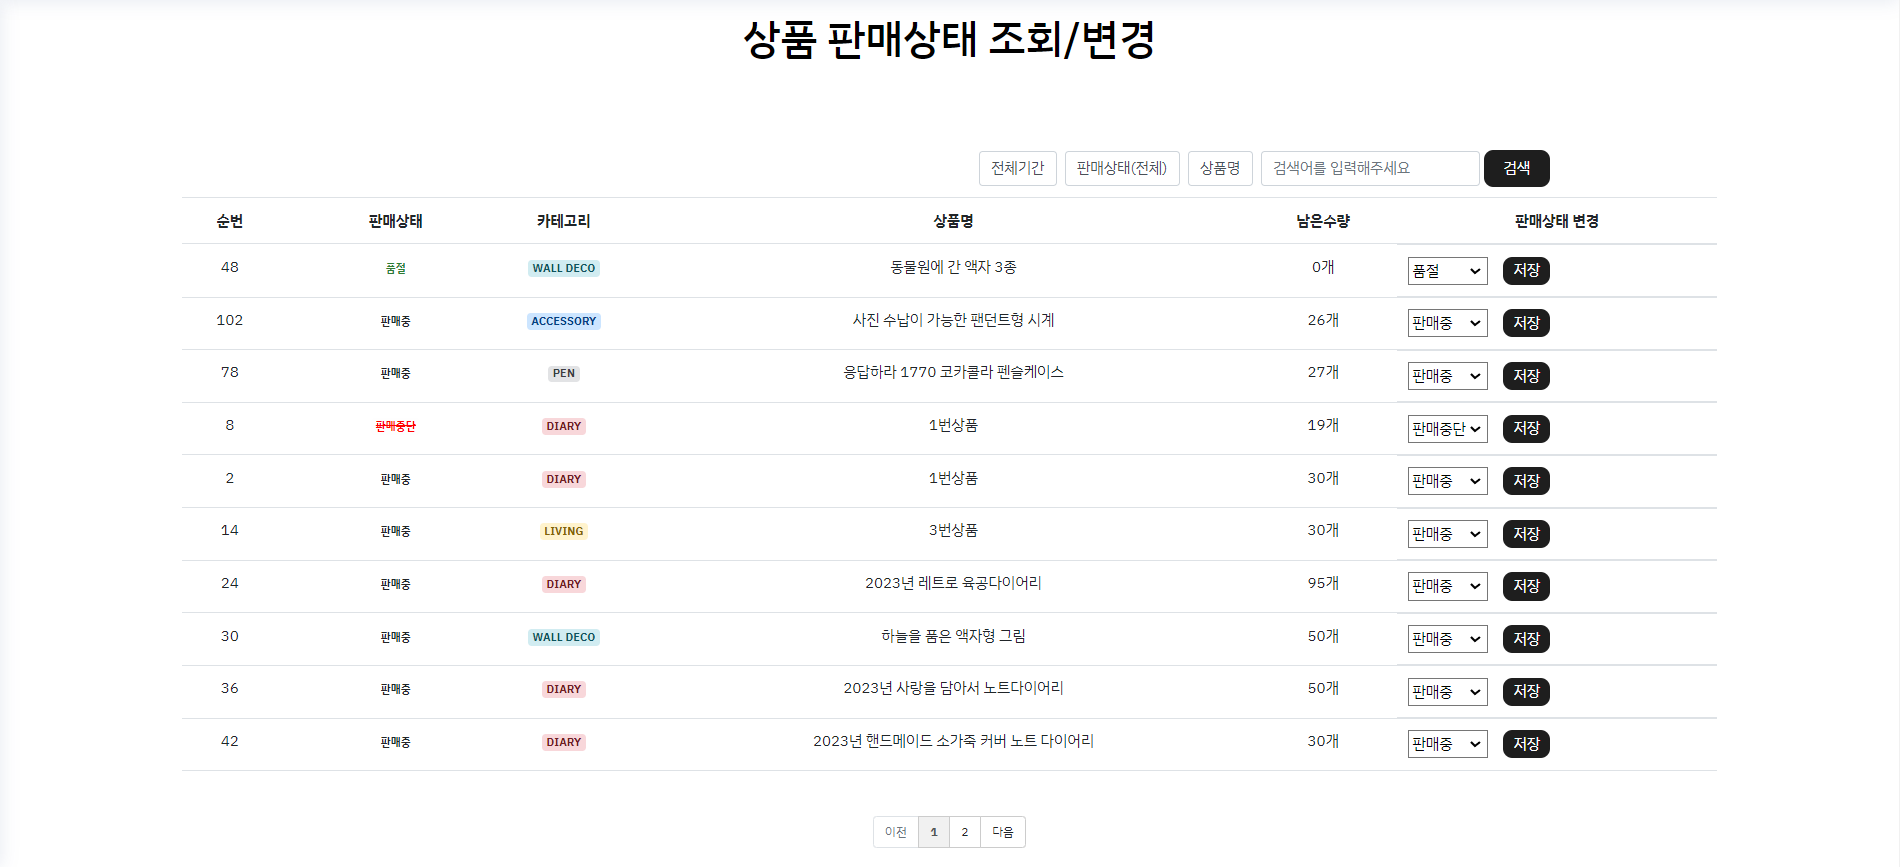 상품 판매상태 조회/변경
전체기간 판매상태(전체) 상품명 검색어를 입력해주세요 검색
순번 판매상태 카테고리 상품명 남은수량 판매상태 변경
48 품절 WALL DECO 동물원에 간 액자 3종 0개 품절 저장
102 판매중 ACCESSORY 사진 수납이 가능한 팬던트형 시계 26개 판매중 저장
78 판매중 PEN 응답하라 1770 코카콜라 펜슬케이스 27개 판매중 저장
8 판매중단 DIARY 1번상품 19개 판매중단 저장
2 판매중 DIARY 1번상품 30개 판매중 저장
14 판매중 LIVING 3번상품 30개 판매중 저장
24 판매중 DIARY 2023년 레트로 육공다이어리 95개 판매중 저장
30 판매중 WALL DECO 하늘을 품은 액자형 그림 50개 판매중 저장
36 판매중 DIARY 2023년 사랑을 담아서 노트다이어리 50개 판매중 저장
42 판매중 DIARY 2023년 핸드메이드 소가죽 커버 노트 다이어리 30개 판매중 저장
이전 1 2 다음